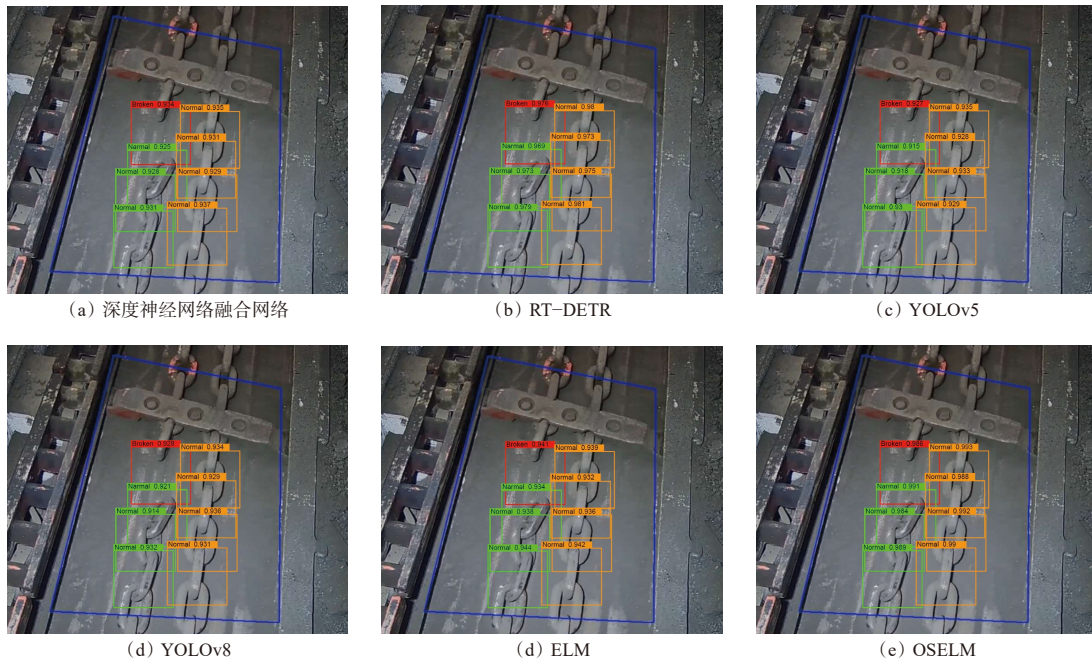 Broken 0.934
Normal 0.935
Normal 0.931
Narmal 0.925
Normal 0.928
Normal 0.929
Normal 0.931
Normal 0.937
(a) 深度神经网络融合网络
Broken 0.976
Normal 0.98
Normal 0.973
Normal 0.969
Normal 0.973
Normal 0.975
Normal 0.979
Normal 0.981
(b) RT−DETR
Broken 0.927
Normal 0.935
Normal 0.928
Normal 0.915
Normal 0.918
Normal 0.933
Normal 0.93
Normal 0.929
(c) YOLOv5
Broken 0.928
Normal 0.934
Normal 0.929
Normal 0.921
Normal 0.914
Normal 0.936
Normal 0.932
Normal 0.931
(d) YOLOv8
Broken 0.941
Normal 0.939
Normal 0.932
Normal 0.934
Normal 0.938
Normal 0.936
Normal 0.944
Normal 0.942
(d) ELM
Broken 0.988
Normal 0.993
Normal 0.988
Normal 0.991
Normal 0.984
Normal 0.992
Normal 0.989
Normal 0.99
(e) OSELM